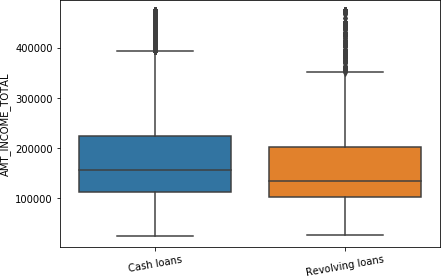 AMT_INCOME_TOTAL
400000
300000
200000
100000
Cash loans
Revolving loans